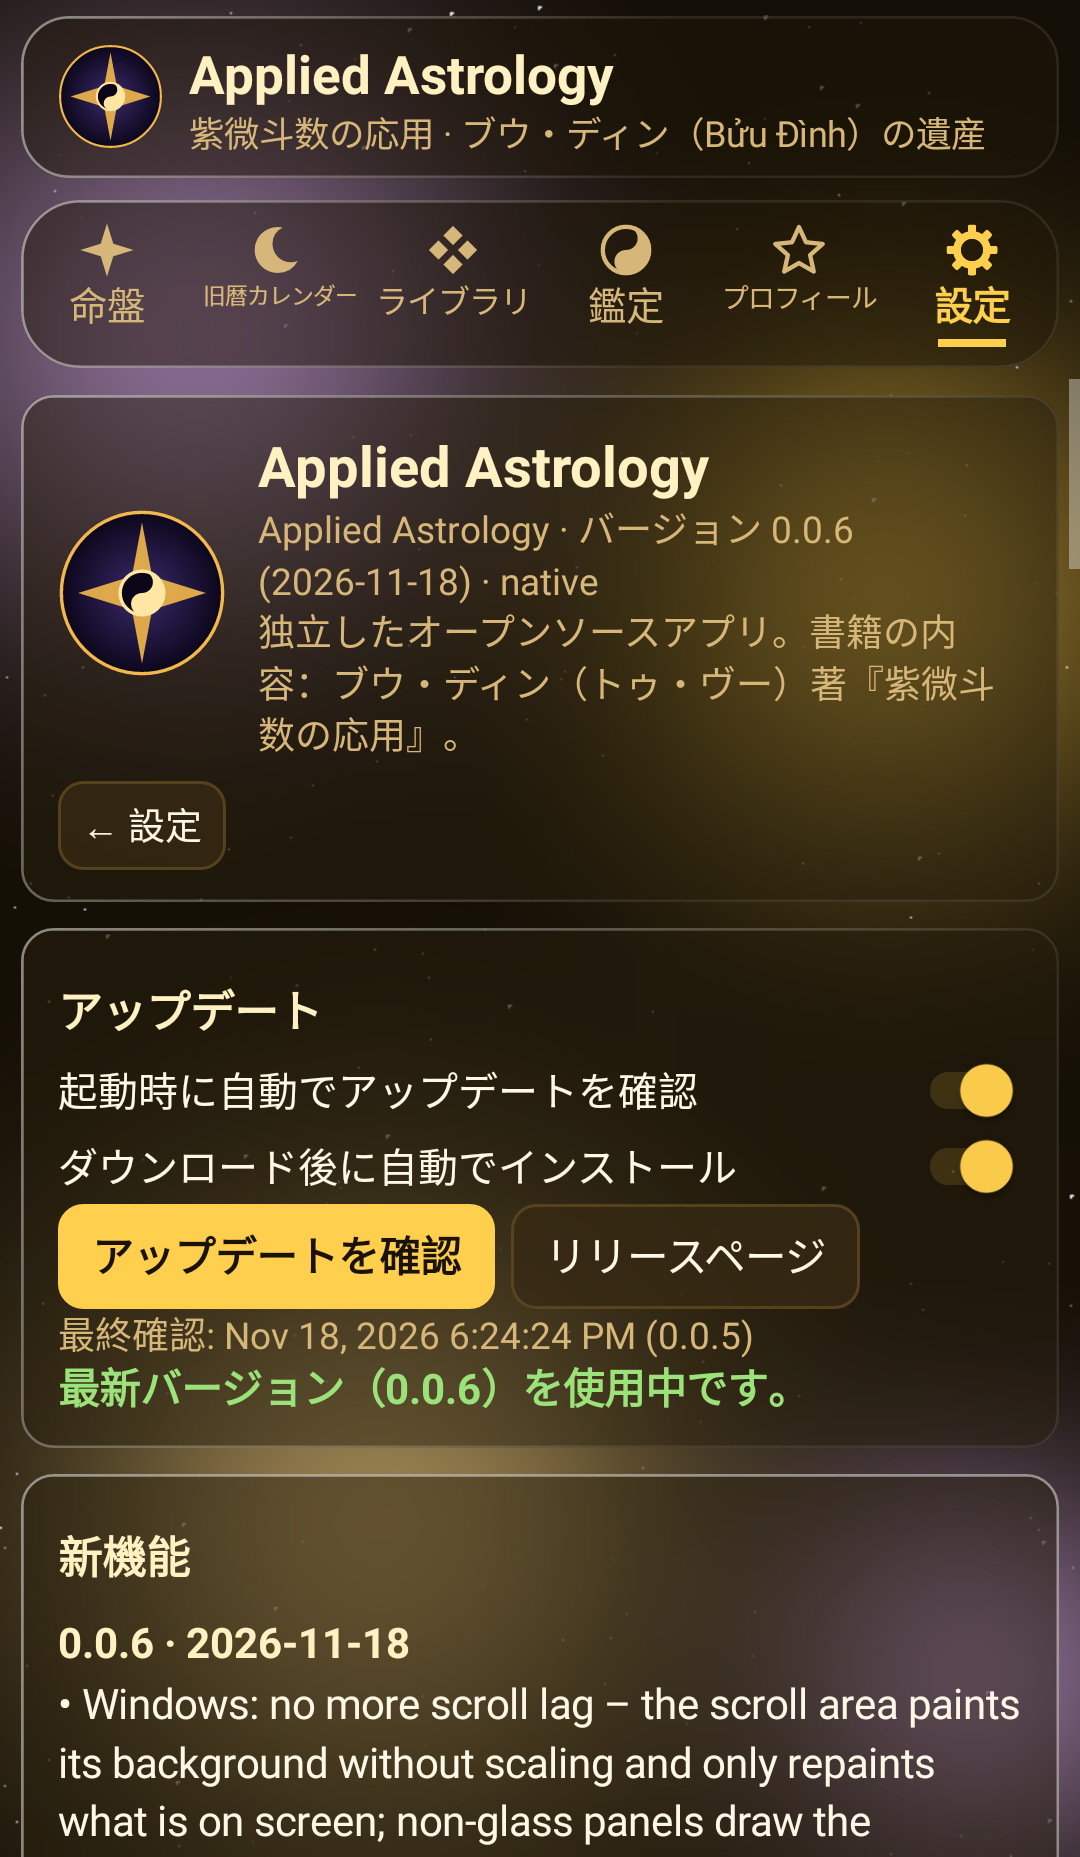 Applied Astrology
紫微斗数の応用 · ブウ・ディン（Bửu Đình）の遺産
命盤
旧暦カレンダー
ライブラリ
鑑定
プロフィール
設定
Applied Astrology
Applied Astrology · バージョン 0.0.6
(2026-11-18) · native
独立したオープンソースアプリ。書籍の内
容：ブウ・ディン（トゥ・ヴー）著『紫微斗
数の応用』。
← 設定
アップデート
起動時に自動でアップデートを確認
ダウンロード後に自動でインストール
アップデートを確認
リリースページ
最終確認: Nov 18, 2026 6:24:24 PM (0.0.5)
最新バージョン（0.0.6）を使用中です。
新機能
0.0.6 · 2026-11-18
• Windows: no more scroll lag – the scroll area paints
its background without scaling and only repaints
what is on screen; non-glass panels draw the